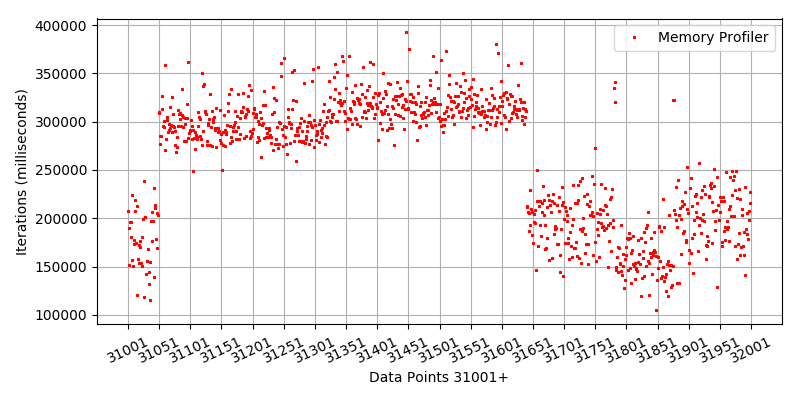 400000
350000
300000
250000
200000
150000
100000
Iterations (milliseconds)
Memory Profiler
31001 31051 31101 31151 31201 31251 31301 31351 31401 31451 31501 31551 31601 31651 31701 31751 31801 31851 31901 31951 32001
Data Points 31001+